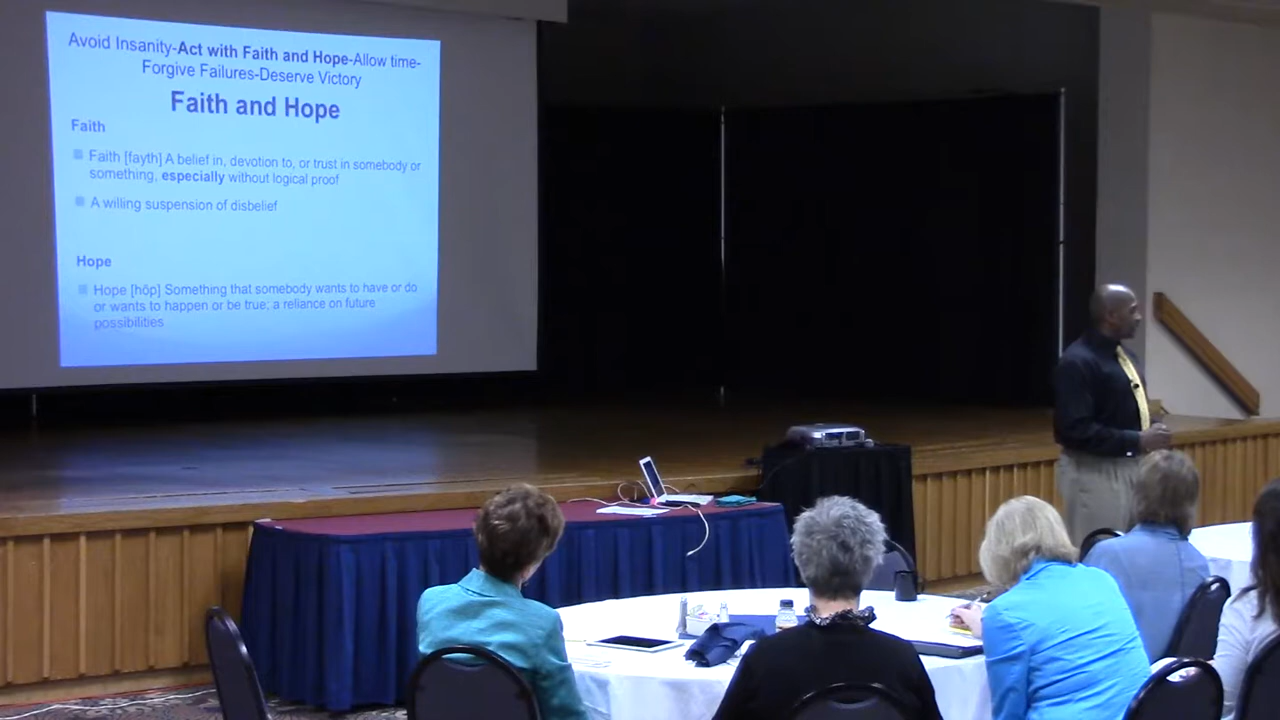 Avoid Insanity-Act with Faith and Hope-Allow time-
Forgive Failures-Deserve Victory
Faith and Hope
Faith
Faith [fayth] A belief in, devotion to, or trust in somebody or
something, especially without logical proof
A willing suspension of disbelief
Hope
Hope [hōp] Something that somebody wants to have or do
or wants to happen or be true; a reliance on future
possibilities